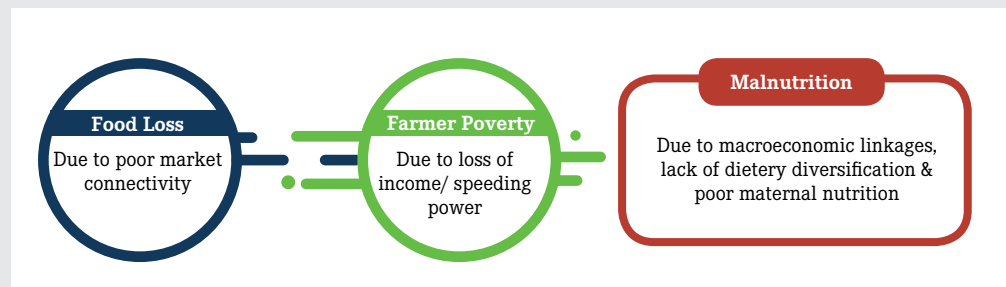 Food Loss
Due to poor market
connectivity
Farmer Poverty
Due to loss of
income/ speeding
power
Malnutrition
Due to macroeconomic linkages,
lack of dietary diversification &
poor maternal nutrition